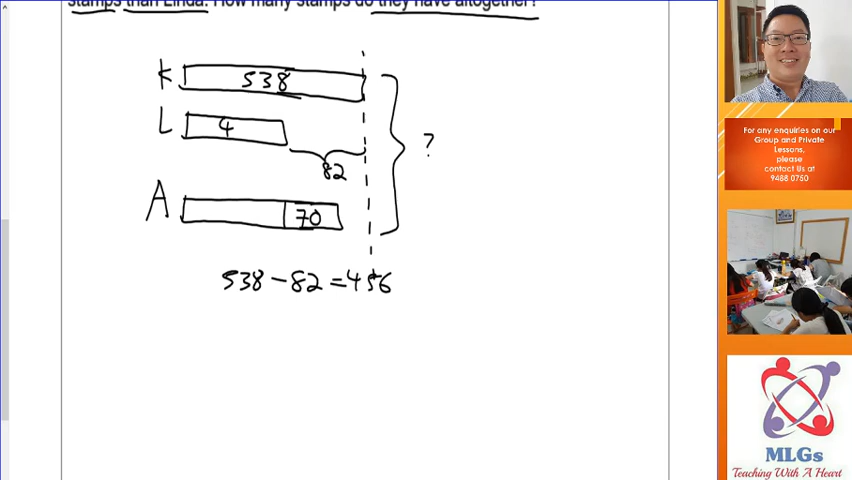 stamps than Linda. How many stamps do they have altogether?
K 538
L 4
82
?
A 70
538 - 82 = 456
For any enquiries on our
Group and Private
Lessons,
please
contact Us at
9488 0750
MLGs
Teaching With A Heart